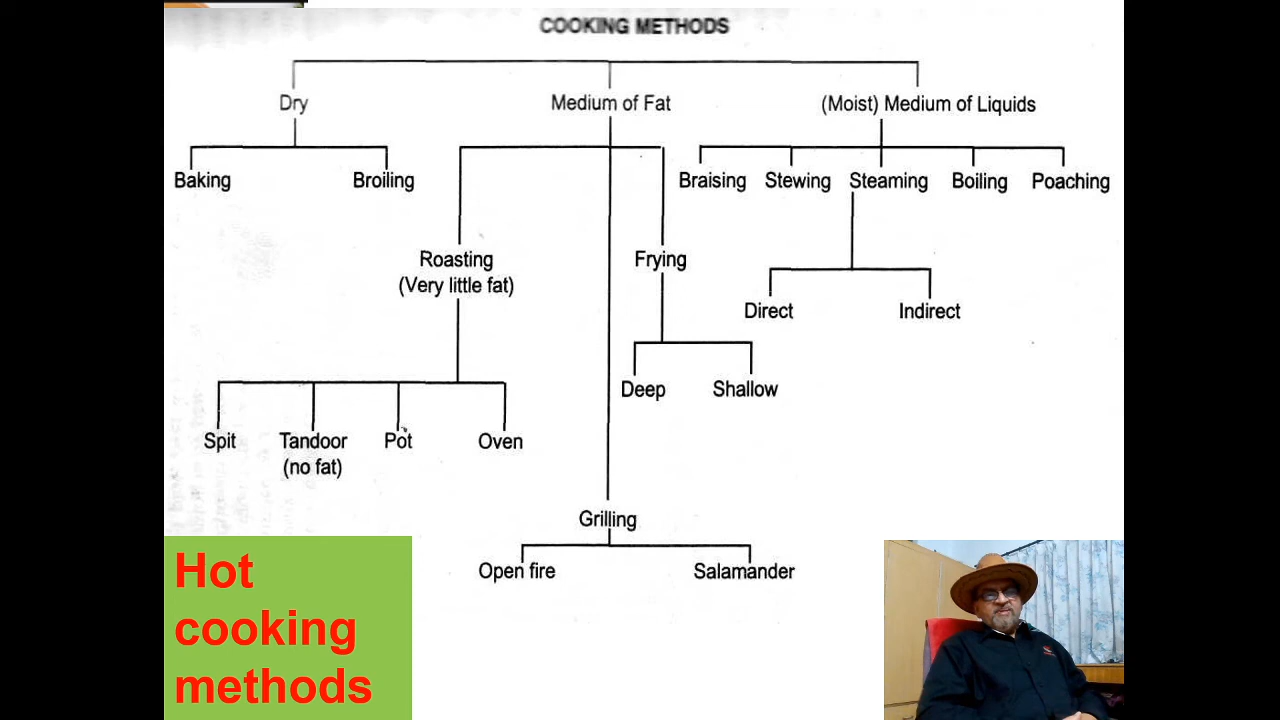 COOKING METHODS
Dry
Medium of Fat
(Moist) Medium of Liquids
Baking
Broiling
Braising
Stewing
Steaming
Boiling
Poaching
Roasting
(Very little fat)
Frying
Direct
Indirect
Deep
Shallow
Spit
Tandoor
(no fat)
Pot
Oven
Grilling
Open fire
Salamander
Hot
cooking
methods